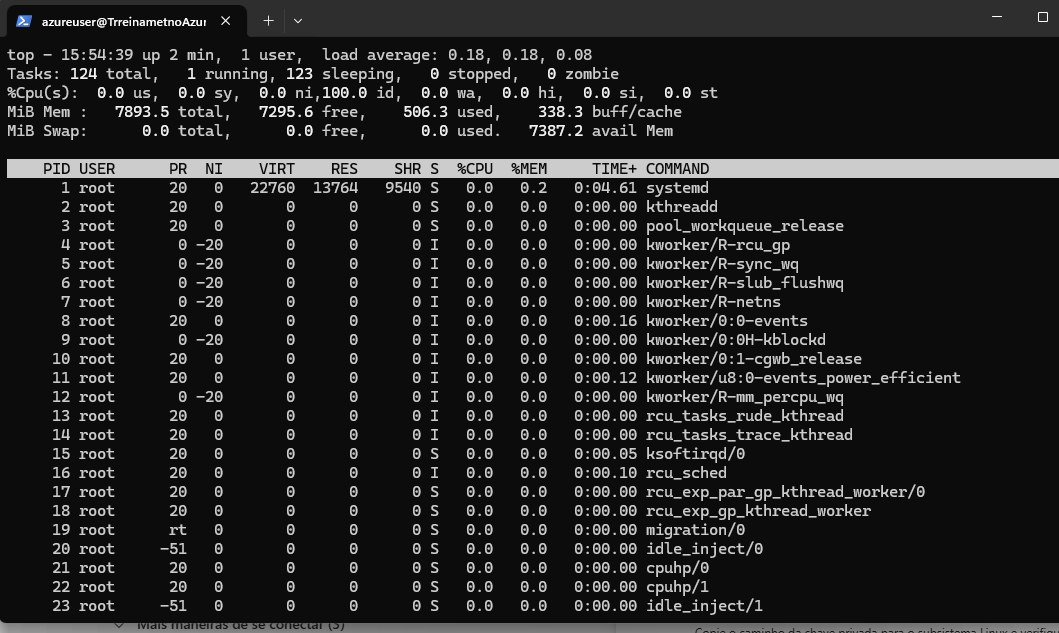 azureuser@TrreinametnoAzur
top - 15:54:39 up 2 min,  1 user,  load average: 0.18, 0.18, 0.08
Tasks: 124 total,   1 running, 123 sleeping,   0 stopped,   0 zombie
%Cpu(s):  0.0 us,  0.0 sy,  0.0 ni,100.0 id,  0.0 wa,  0.0 hi,  0.0 si,  0.0 st
MiB Mem :   7893.5 total,   7295.6 free,    506.3 used,    338.3 buff/cache
MiB Swap:      0.0 total,      0.0 free,      0.0 used.   7387.2 avail Mem
PID USER      PR  NI    VIRT    RES    SHR S  %CPU  %MEM     TIME+ COMMAND
1 root      20   0   22760  13764   9540 S   0.0   0.2   0:04.61 systemd
2 root      20   0       0      0      0 S   0.0   0.0   0:00.00 kthreadd
3 root      20   0       0      0      0 S   0.0   0.0   0:00.00 pool_workqueue_release
4 root       0 -20       0      0      0 I   0.0   0.0   0:00.00 kworker/R-rcu_gp
5 root       0 -20       0      0      0 I   0.0   0.0   0:00.00 kworker/R-sync_wq
6 root       0 -20       0      0      0 I   0.0   0.0   0:00.00 kworker/R-slub_flushwq
7 root       0 -20       0      0      0 I   0.0   0.0   0:00.00 kworker/R-netns
8 root      20   0       0      0      0 I   0.0   0.0   0:00.16 kworker/0:0-events
9 root       0 -20       0      0      0 I   0.0   0.0   0:00.00 kworker/0:0H-kblockd
10 root      20   0       0      0      0 I   0.0   0.0   0:00.00 kworker/0:1-cgwb_release
11 root      20   0       0      0      0 I   0.0   0.0   0:00.12 kworker/u8:0-events_power_efficient
12 root       0 -20       0      0      0 I   0.0   0.0   0:00.00 kworker/R-mm_percpu_wq
13 root      20   0       0      0      0 I   0.0   0.0   0:00.00 rcu_tasks_rude_kthread
14 root      20   0       0      0      0 I   0.0   0.0   0:00.00 rcu_tasks_trace_kthread
15 root      20   0       0      0      0 S   0.0   0.0   0:00.05 ksoftirqd/0
16 root      20   0       0      0      0 I   0.0   0.0   0:00.10 rcu_sched
17 root      20   0       0      0      0 S   0.0   0.0   0:00.00 rcu_exp_par_gp_kthread_worker/0
18 root      20   0       0      0      0 S   0.0   0.0   0:00.00 rcu_exp_gp_kthread_worker
19 root      rt   0       0      0      0 S   0.0   0.0   0:00.00 migration/0
20 root     -51   0       0      0      0 S   0.0   0.0   0:00.00 idle_inject/0
21 root      20   0       0      0      0 S   0.0   0.0   0:00.00 cpuhp/0
22 root      20   0       0      0      0 S   0.0   0.0   0:00.00 cpuhp/1
23 root     -51   0       0      0      0 S   0.0   0.0   0:00.00 idle_inject/1
Mais maneiras de se conectar (3)
Copie o caminho da chave privada para o subsistema Linux e verifiqu